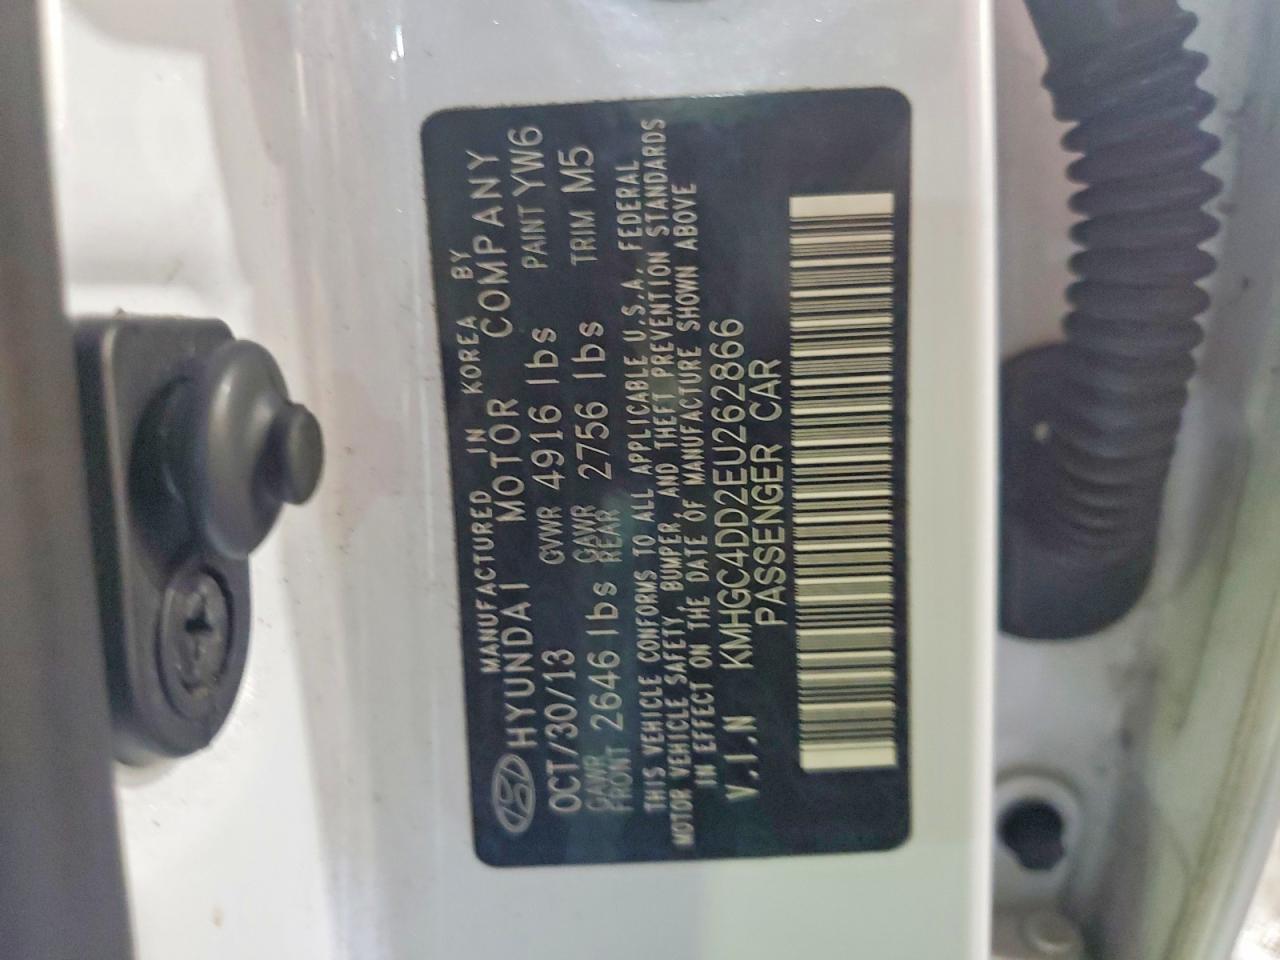 MANUFACTURED IN KOREA BY
HYUNDAI MOTOR COMPANY
OCT/30/13 GVWR 4916 lbs PAINT YW6
GAWR FRONT 2646 lbs GAWR REAR 2756 lbs TRIM M5
THIS VEHICLE CONFORMS TO ALL APPLICABLE U.S.A. FEDERAL
MOTOR VEHICLE SAFETY, BUMPER, AND THEFT PREVENTION STANDARDS
IN EFFECT ON THE DATE OF MANUFACTURE SHOWN ABOVE
V.I.N KMHGC4DD2EU262866
PASSENGER CAR